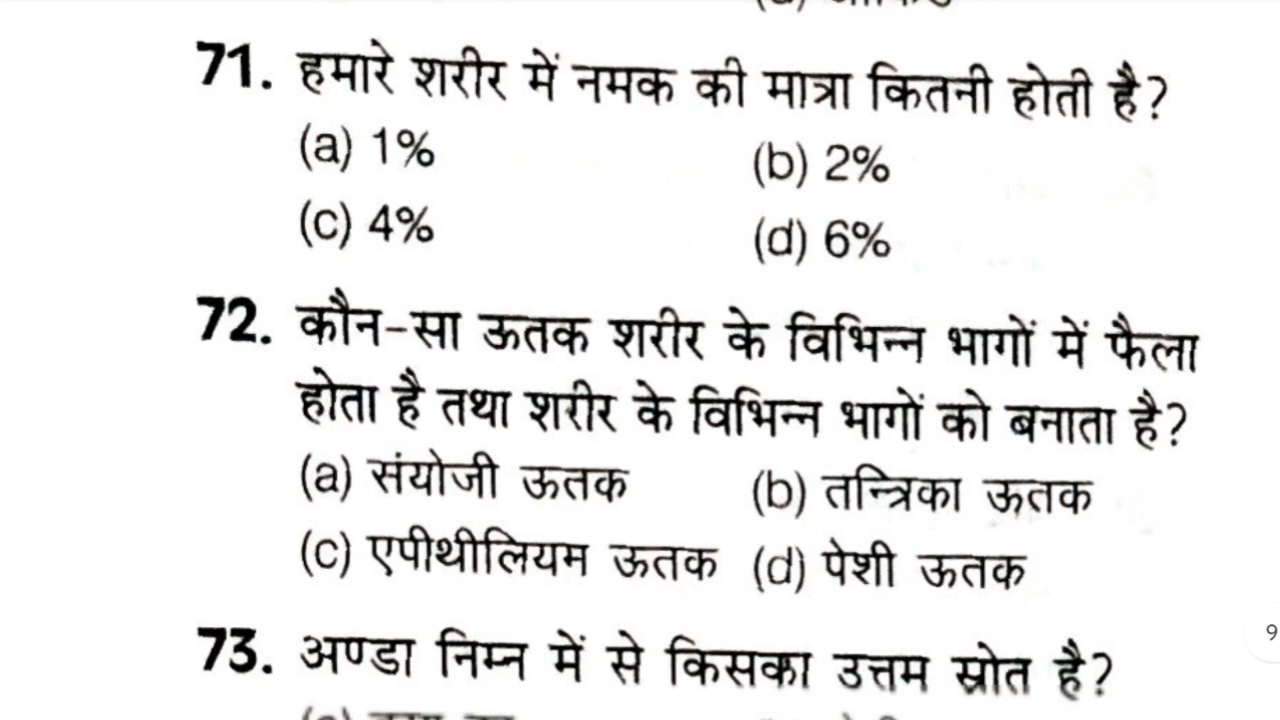 71. हमारे शरीर में नमक की मात्रा कितनी होती है?
(a) 1% (b) 2%
(c) 4% (d) 6%
72. कौन-सा ऊतक शरीर के विभिन्न भागों में फैला
होता है तथा शरीर के विभिन्न भागों को बनाता है?
(a) संयोजी ऊतक (b) तन्त्रिका ऊतक
(c) एपीथीलियम ऊतक (d) पेशी ऊतक
73. अण्डा निम्न में से किसका उत्तम स्रोत है?
9